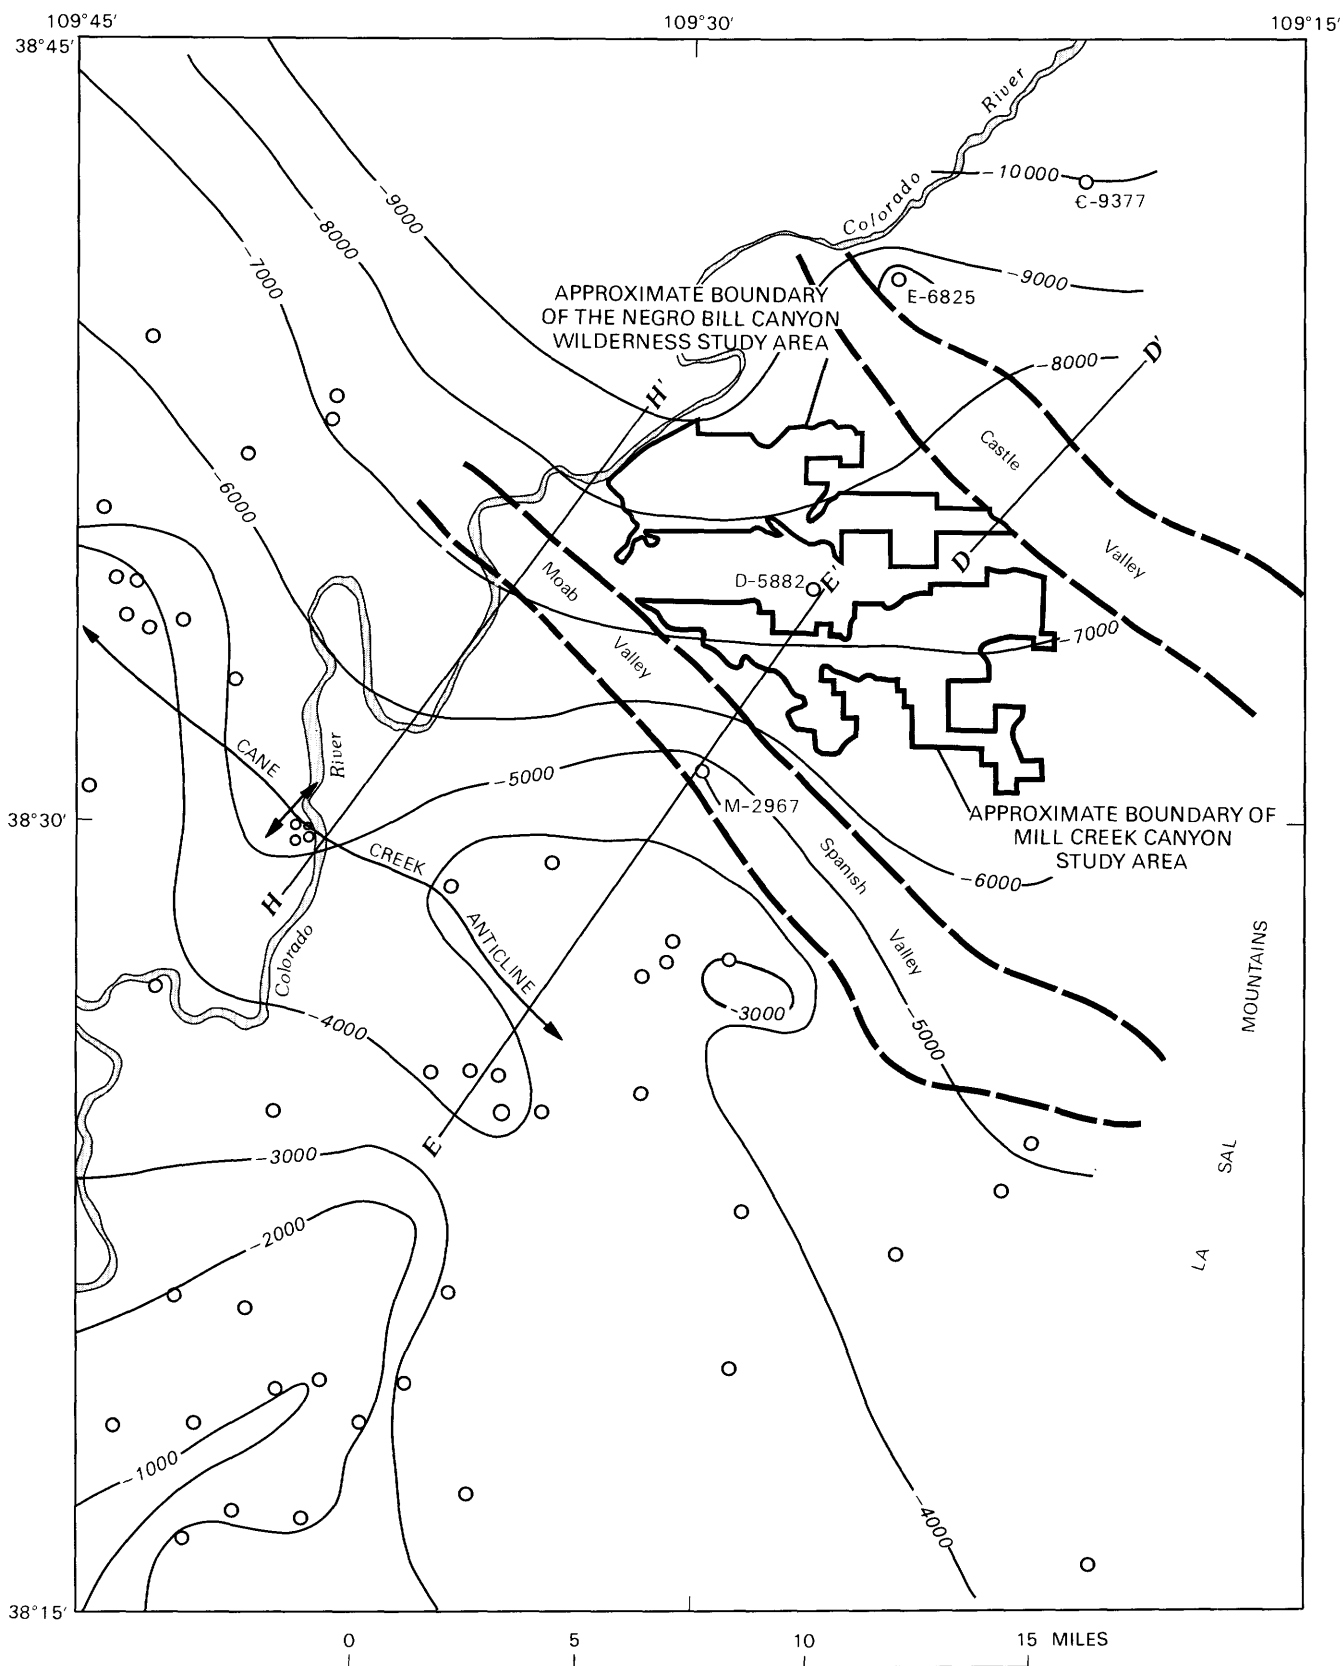 109°45′
109°30′
109°15′
38°45′
River
Colorado
-10 000
€-9377
-9000
-8000
-7000
-9000
E-6825
APPROXIMATE BOUNDARY
OF THE NEGRO BILL CANYON
WILDERNESS STUDY AREA
-8000
D′
H′
Castle
Valley
-6000
D
Moab
D-5882
E′
Valley
-7000
CANE
River
-5000
M-2967
38°30′
APPROXIMATE BOUNDARY OF
MILL CREEK CANYON
STUDY AREA
CREEK
Spanish
-6000
H
ANTICLINE
Colorado
Valley
MOUNTAINS
-3000
-4000
-5000
E
-3000
SAL
-2000
LA
-1000
-4000
38°15′
0 5 10 15 MILES